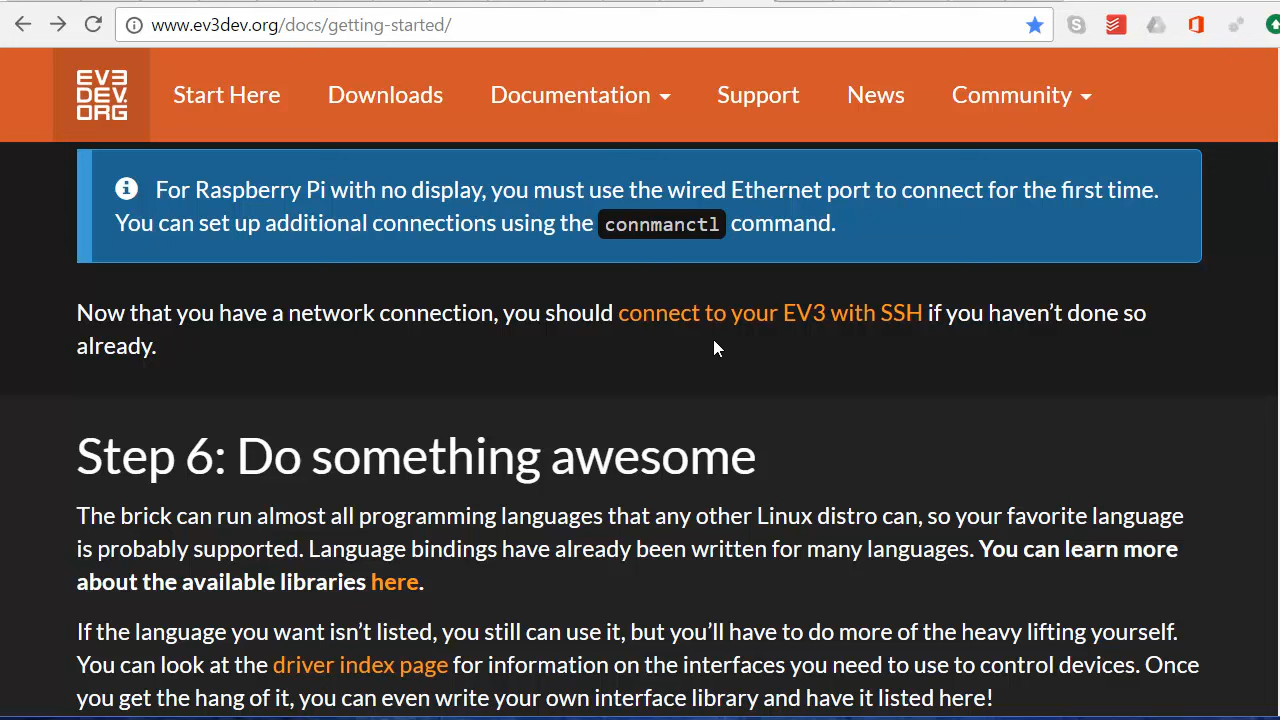 www.ev3dev.org/docs/getting-started/
EV3
DEV.
ORG
Start Here
Downloads
Documentation
Support
News
Community
For Raspberry Pi with no display, you must use the wired Ethernet port to connect for the first time.
You can set up additional connections using the connmanctl command.
Now that you have a network connection, you should connect to your EV3 with SSH if you haven’t done so
already.
Step 6: Do something awesome
The brick can run almost all programming languages that any other Linux distro can, so your favorite language
is probably supported. Language bindings have already been written for many languages. You can learn more
about the available libraries here.
If the language you want isn’t listed, you still can use it, but you’ll have to do more of the heavy lifting yourself.
You can look at the driver index page for information on the interfaces you need to use to control devices. Once
you get the hang of it, you can even write your own interface library and have it listed here!